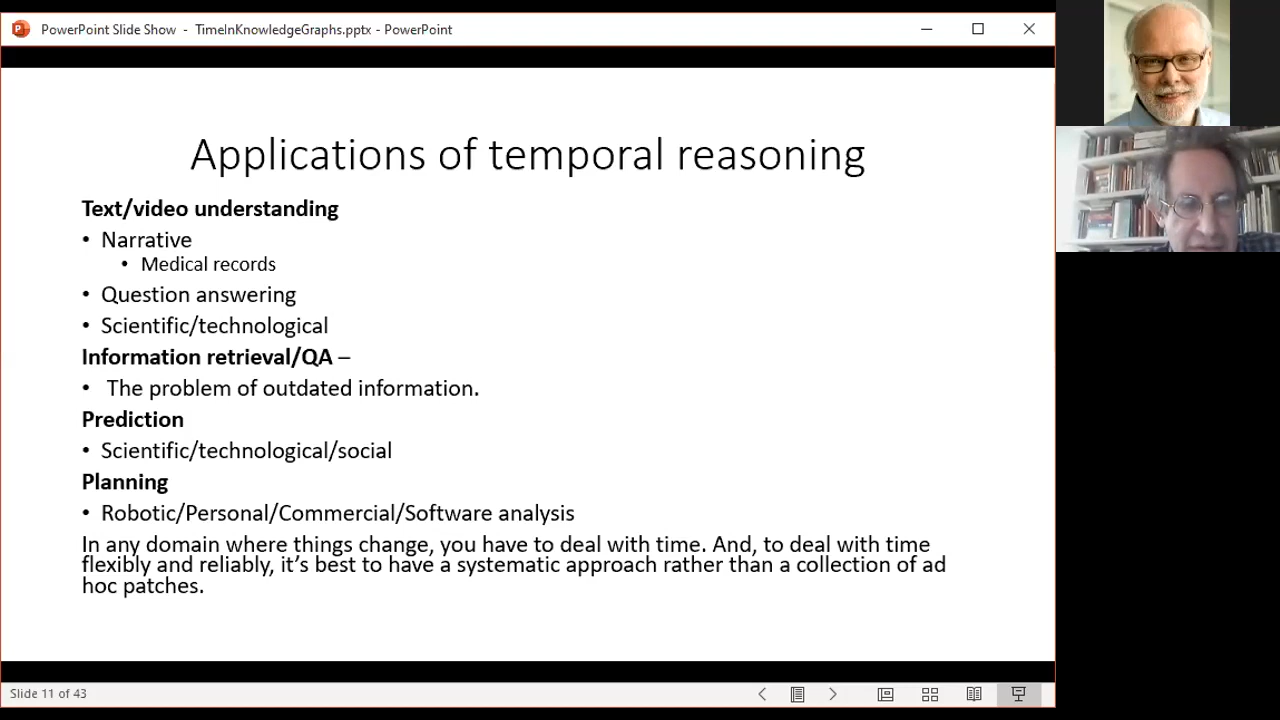 PowerPoint Slide Show - TimeInKnowledgeGraphs.pptx - PowerPoint
Applications of temporal reasoning
Text/video understanding
• Narrative
• Medical records
• Question answering
• Scientific/technological
Information retrieval/QA –
• The problem of outdated information.
Prediction
• Scientific/technological/social
Planning
• Robotic/Personal/Commercial/Software analysis
In any domain where things change, you have to deal with time. And, to deal with time
flexibly and reliably, it’s best to have a systematic approach rather than a collection of ad
hoc patches.
Slide 11 of 43